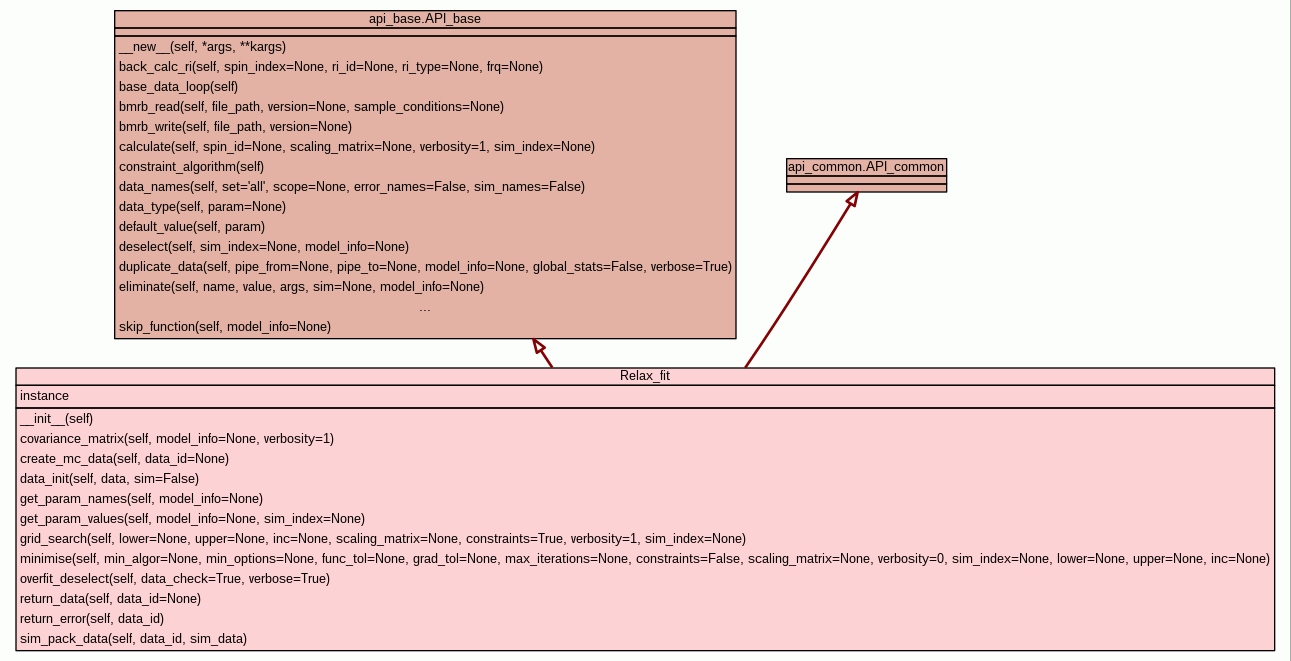 api_base.API_base
__new__(self, *args, **kargs)
back_calc_ri(self, spin_index=None, ri_id=None, ri_type=None, frq=None)
base_data_loop(self)
bmrb_read(self, file_path, version=None, sample_conditions=None)
bmrb_write(self, file_path, version=None)
calculate(self, spin_id=None, scaling_matrix=None, verbosity=1, sim_index=None)
constraint_algorithm(self)
data_names(self, set='all', scope=None, error_names=False, sim_names=False)
data_type(self, param=None)
default_value(self, param)
deselect(self, sim_index=None, model_info=None)
duplicate_data(self, pipe_from=None, pipe_to=None, model_info=None, global_stats=False, verbose=True)
eliminate(self, name, value, args, sim=None, model_info=None)
...
skip_function(self, model_info=None)
api_common.API_common
Relax_fit
instance
__init__(self)
covariance_matrix(self, model_info=None, verbosity=1)
create_mc_data(self, data_id=None)
data_init(self, data, sim=False)
get_param_names(self, model_info=None)
get_param_values(self, model_info=None, sim_index=None)
grid_search(self, lower=None, upper=None, inc=None, scaling_matrix=None, constraints=True, verbosity=1, sim_index=None)
minimise(self, min_algor=None, min_options=None, func_tol=None, grad_tol=None, max_iterations=None, constraints=False, scaling_matrix=None, verbosity=0, sim_index=None, lower=None, upper=None, inc=None)
overfit_deselect(self, data_check=True, verbose=True)
return_data(self, data_id=None)
return_error(self, data_id)
sim_pack_data(self, data_id, sim_data)